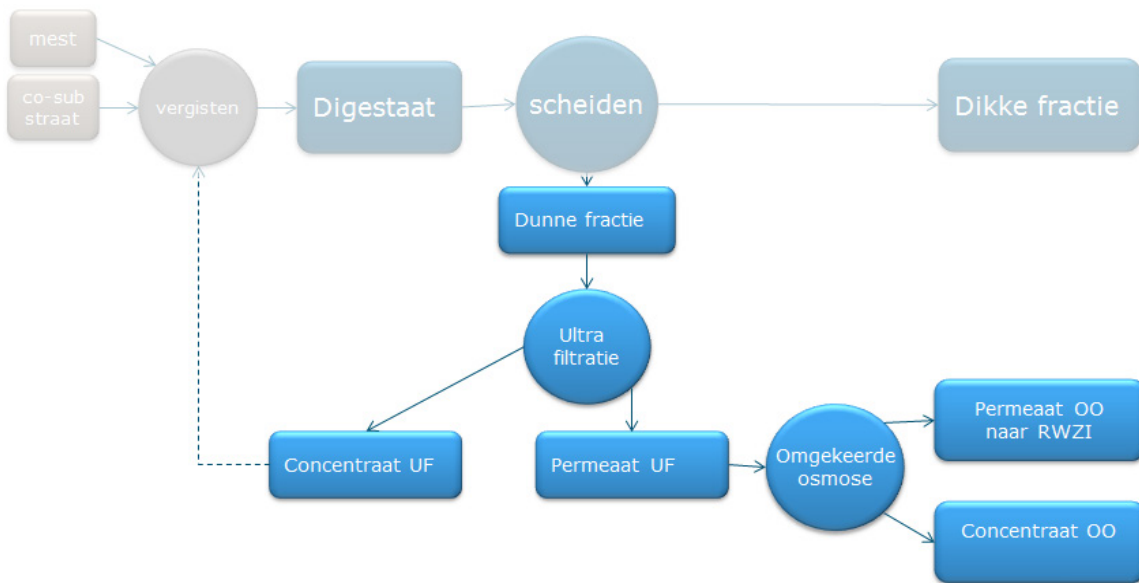 mest
co-sub
straat
vergisten
Digestaat
scheiden
Dikke fractie
Dunne fractie
Ultra
filtratie
Concentraat UF
Permeaat UF
Omgekeerde
osmose
Permeaat OO
naar RWZI
Concentraat OO